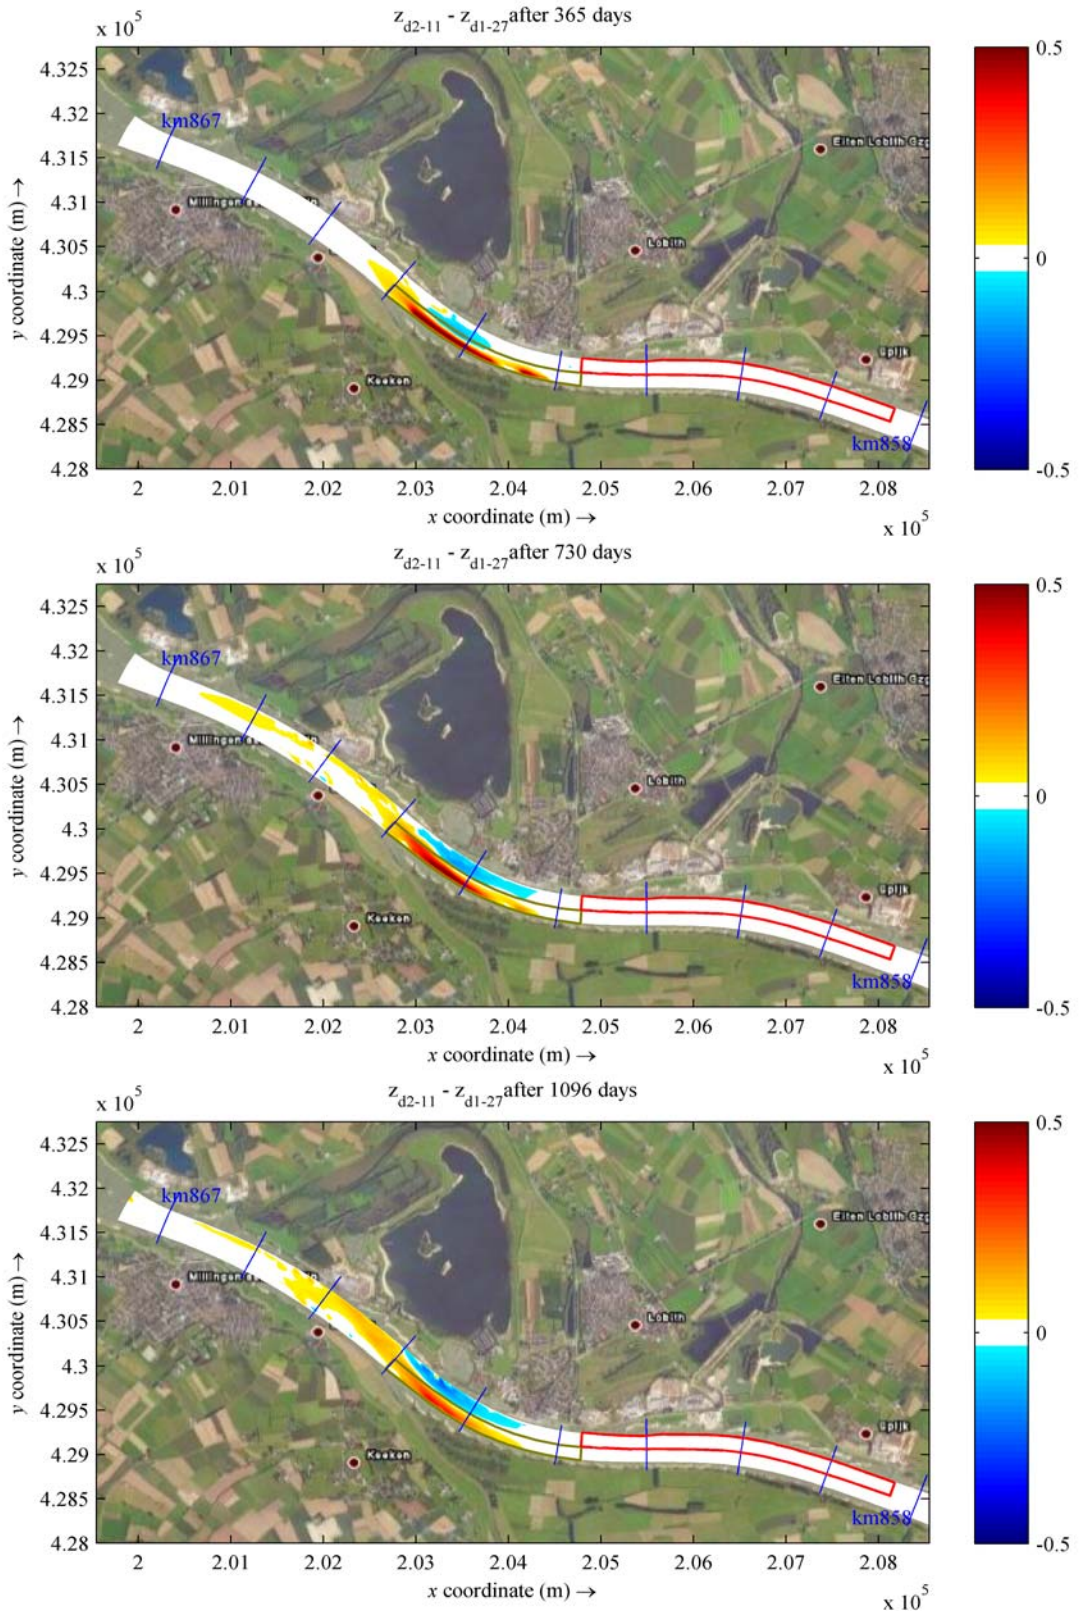 z_d2-11 - z_d1-27 after 365 days
x 10^5
4.325
4.32
4.315
4.31
4.305
4.3
4.295
4.29
4.285
4.28
y coordinate (m) →
km867
Lobith
Keeken
km858
2
2.01
2.02
2.03
2.04
2.05
2.06
2.07
2.08
x coordinate (m) →
x 10^5
0.5
0
-0.5
z_d2-11 - z_d1-27 after 730 days
x 10^5
4.325
4.32
4.315
4.31
4.305
4.3
4.295
4.29
4.285
4.28
y coordinate (m) →
km867
Lobith
Keeken
km858
2
2.01
2.02
2.03
2.04
2.05
2.06
2.07
2.08
x coordinate (m) →
x 10^5
0.5
0
-0.5
z_d2-11 - z_d1-27 after 1096 days
x 10^5
4.325
4.32
4.315
4.31
4.305
4.3
4.295
4.29
4.285
4.28
y coordinate (m) →
km867
Lobith
Keeken
km858
2
2.01
2.02
2.03
2.04
2.05
2.06
2.07
2.08
x coordinate (m) →
x 10^5
0.5
0
-0.5